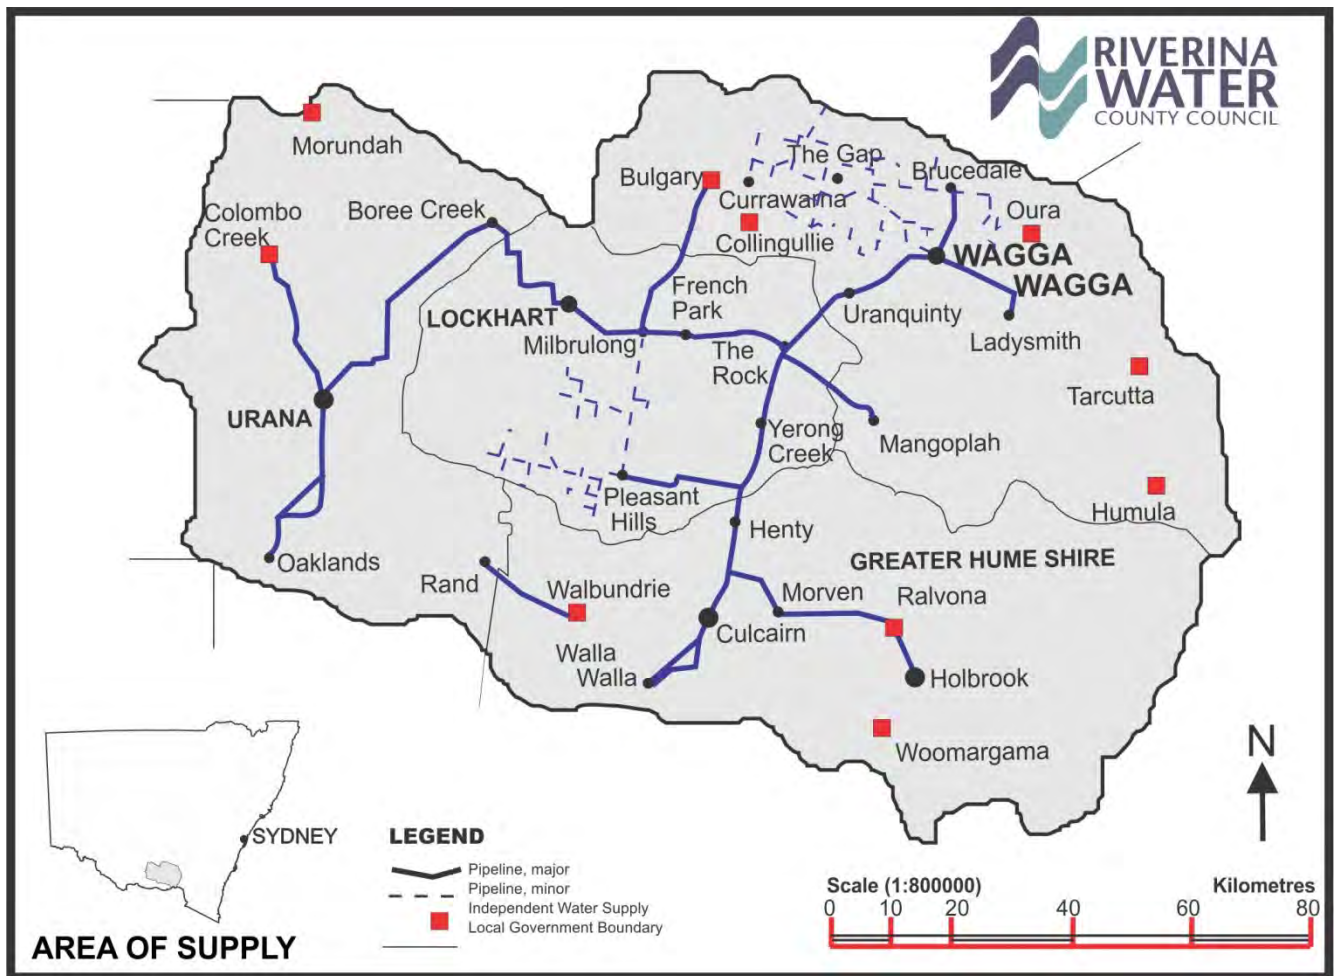 RIVERINA
WATER
COUNTY COUNCIL
Morundah
The Gap
Bulgary
Brucedale
Currawarna
Colombo
Creek
Boree Creek
Oura
Collingullie
WAGGA
WAGGA
French
Park
LOCKHART
Uranquinty
Milbrulong
The
Rock
Ladysmith
Tarcutta
URANA
Yerong
Creek
Mangoplah
Pleasant
Hills
Humula
Henty
Oaklands
GREATER HUME SHIRE
Rand
Walbundrie
Morven
Ralvona
Culcairn
Walla
Walla
Holbrook
Woomargama
N
SYDNEY
AREA OF SUPPLY
LEGEND
Pipeline, major
Pipeline, minor
Independent Water Supply
Local Government Boundary
Scale (1:800000)
Kilometres
0 10 20 40 60 80